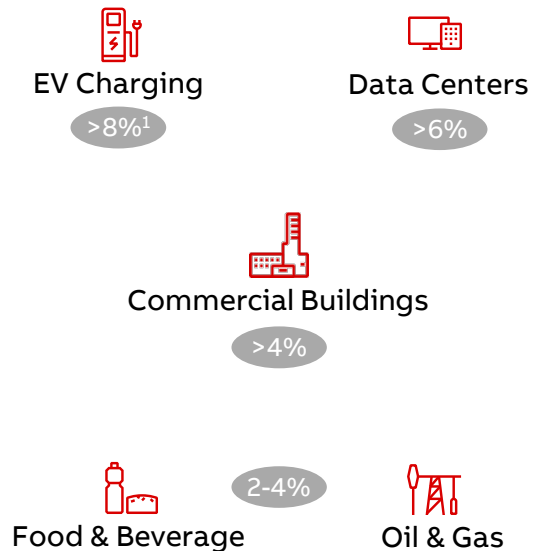 EV Charging
Data Centers
>8%¹
>6%
Commercial Buildings
>4%
2-4%
Food & Beverage
Oil & Gas